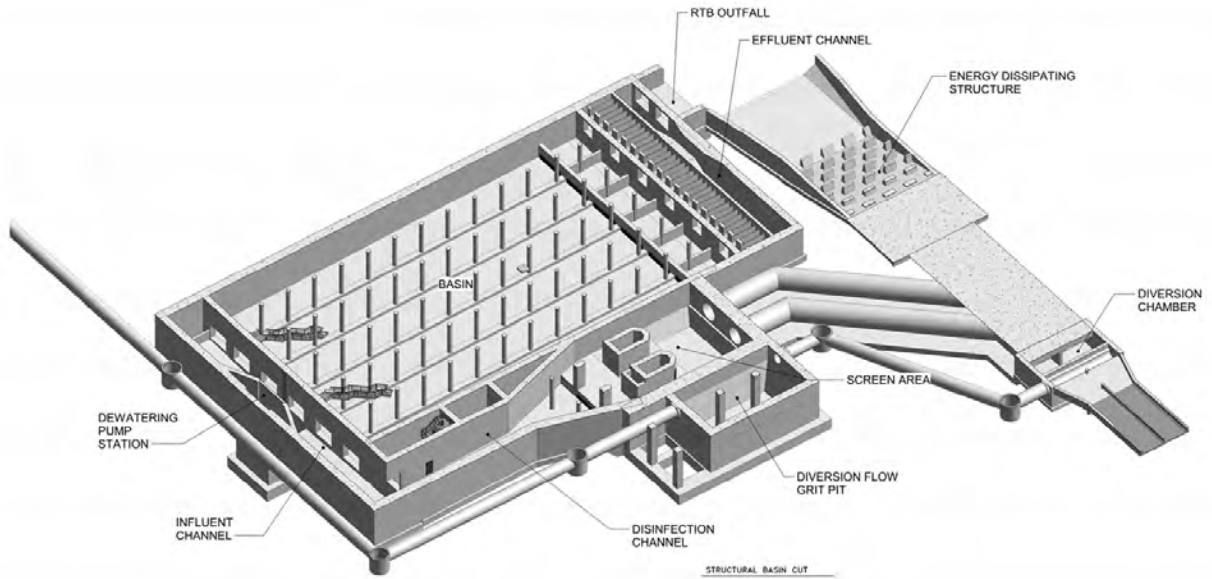 RTB OUTFALL
EFFLUENT CHANNEL
ENERGY DISSIPATING
STRUCTURE
BASIN
DIVERSION
CHAMBER
SCREEN AREA
DEWATERING
PUMP
STATION
DIVERSION FLOW
GRIT PIT
INFLUENT
CHANNEL
DISINFECTION
CHANNEL
STRUCTURAL BASIN CUT